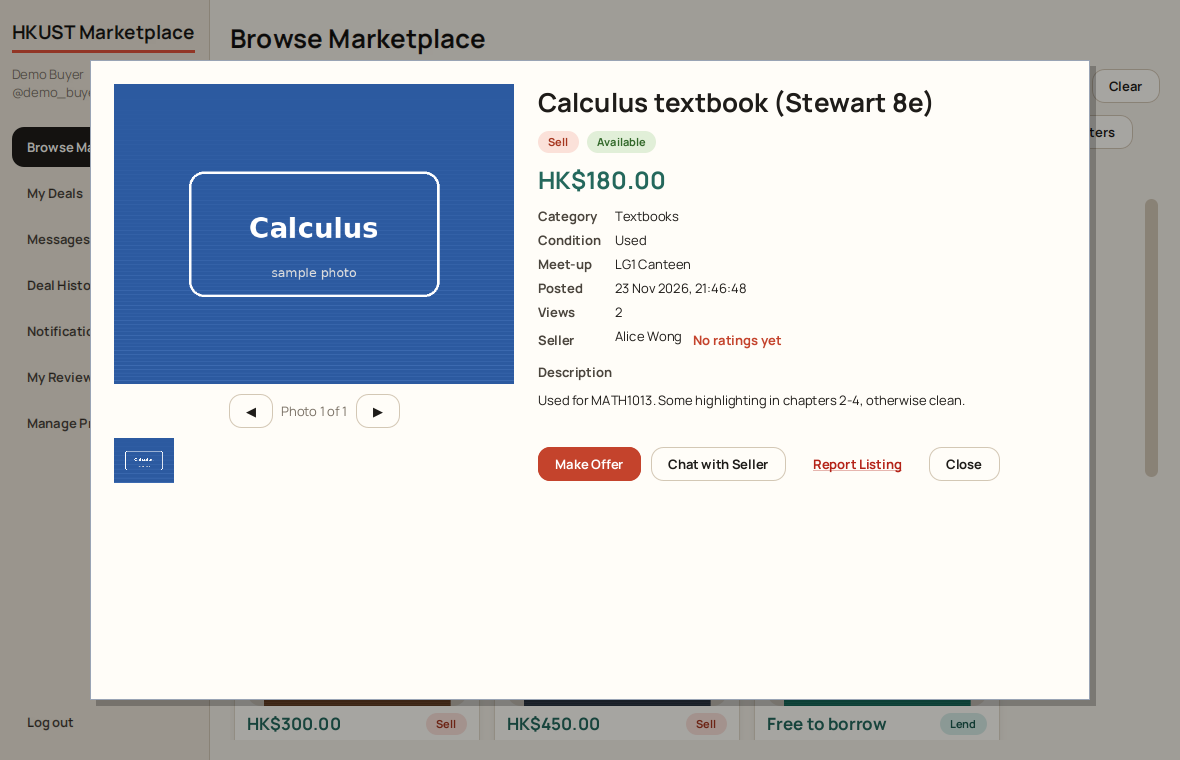 HKUST Marketplace
Demo Buyer
@demo_buye
Browse Ma
My Deals
Messages
Deal Histo
Notificatio
My Review
Manage Pr
Log out
Browse Marketplace
Clear
ters
Calculus
sample photo
◀ Photo 1 of 1 ▶
Calculus textbook (Stewart 8e)
Sell Available
HK$180.00
Category Textbooks
Condition Used
Meet-up LG1 Canteen
Posted 23 Nov 2026, 21:46:48
Views 2
Seller Alice Wong No ratings yet
Description
Used for MATH1013. Some highlighting in chapters 2-4, otherwise clean.
Make Offer Chat with Seller Report Listing Close
HK$300.00 Sell HK$450.00 Sell Free to borrow Lend